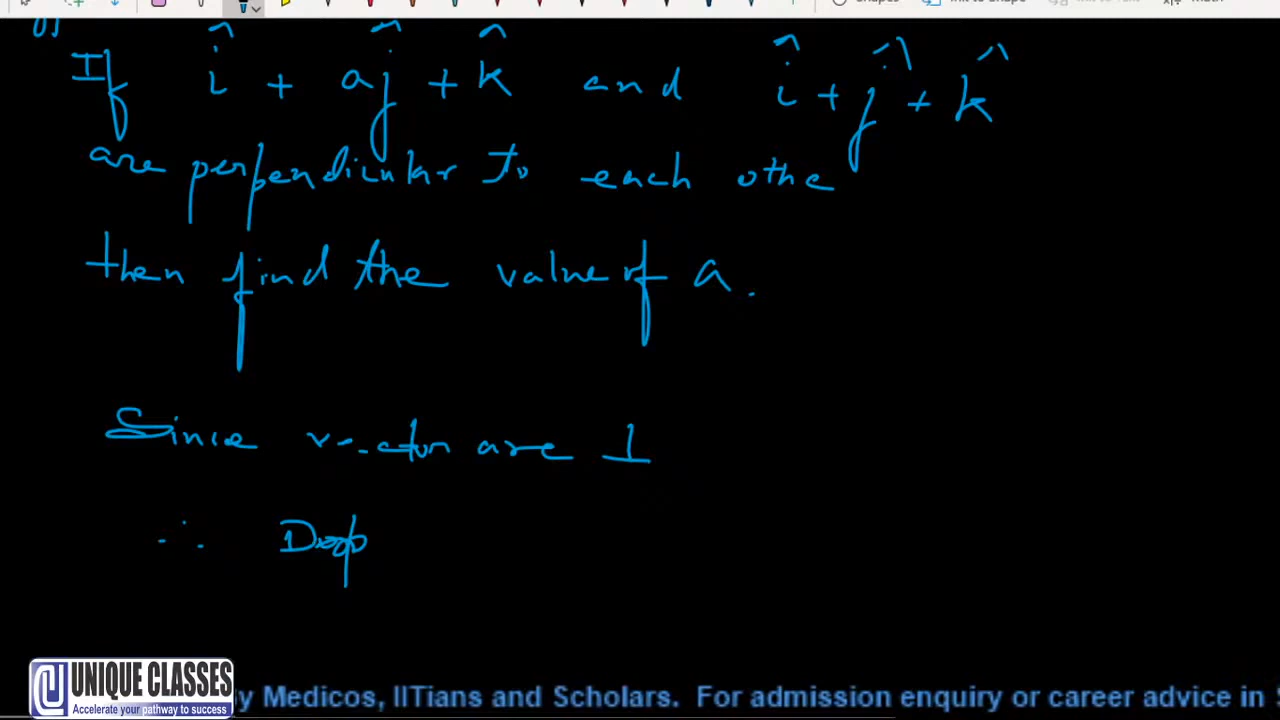 If î + aĵ + k̂ and î + ĵ + k̂
are perpendicular to each othe
then find the value of a.
Since vector are ⊥
∴
UNIQUE CLASSES
Accelerate your pathway to success
y Medicos, IITians and Scholars. For admission enquiry or career advice in